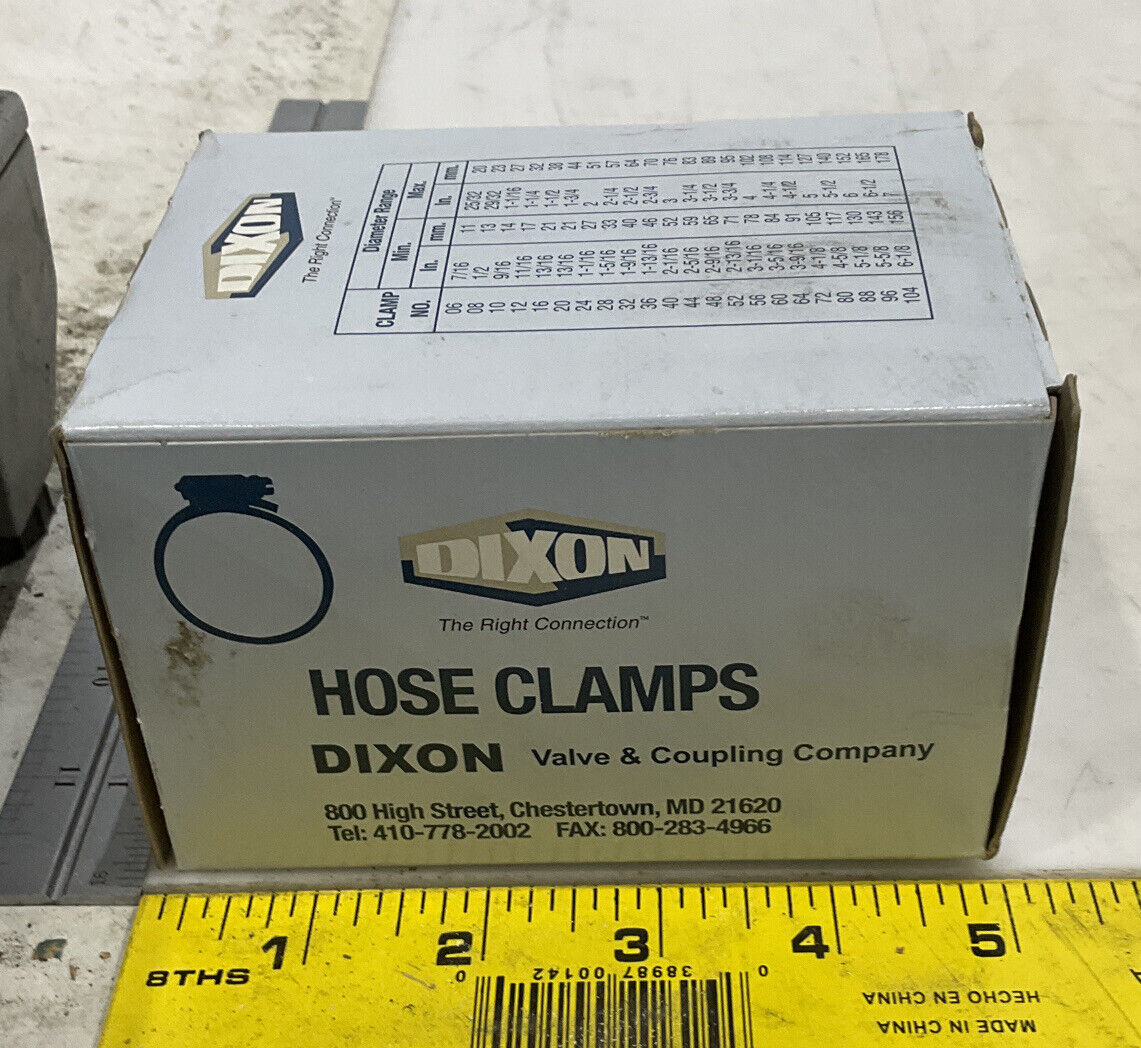 DIXON
The Right Connection™
CLAMP Diameter Range
Min. Max.
NO. In. mm. In. mm.
06 7/16 11 25/32 20
08 1/2 13 29/32 23
10 9/16 14 1-1/16 27
12 11/16 17 1-1/4 32
16 13/16 21 1-1/2 38
20 13/16 21 1-3/4 44
24 1-1/16 27 2 51
28 1-5/16 33 2-1/4 57
32 1-9/16 40 2-1/2 64
36 1-13/16 46 2-3/4 70
40 2-1/16 52 3 76
44 2-5/16 59 3-1/4 83
48 2-9/16 65 3-1/2 89
52 2-13/16 71 3-3/4 95
56 3-1/16 78 4 102
60 3-5/16 84 4-1/4 108
64 3-9/16 91 4-1/2 114
72 4-1/8 105 5 127
80 4-5/8 117 5-1/2 140
88 5-1/8 130 6 152
96 5-5/8 143 6-1/2 165
104 6-1/8 156 7 178
DIXON
The Right Connection™
HOSE CLAMPS
DIXON Valve & Coupling Company
800 High Street, Chestertown, MD 21620
Tel: 410-778-2002 FAX: 800-283-4966
11
16
1 2 3 4 5
8THS
0 38987 00142 0
MADE IN CHINA
HECHO EN CHINA